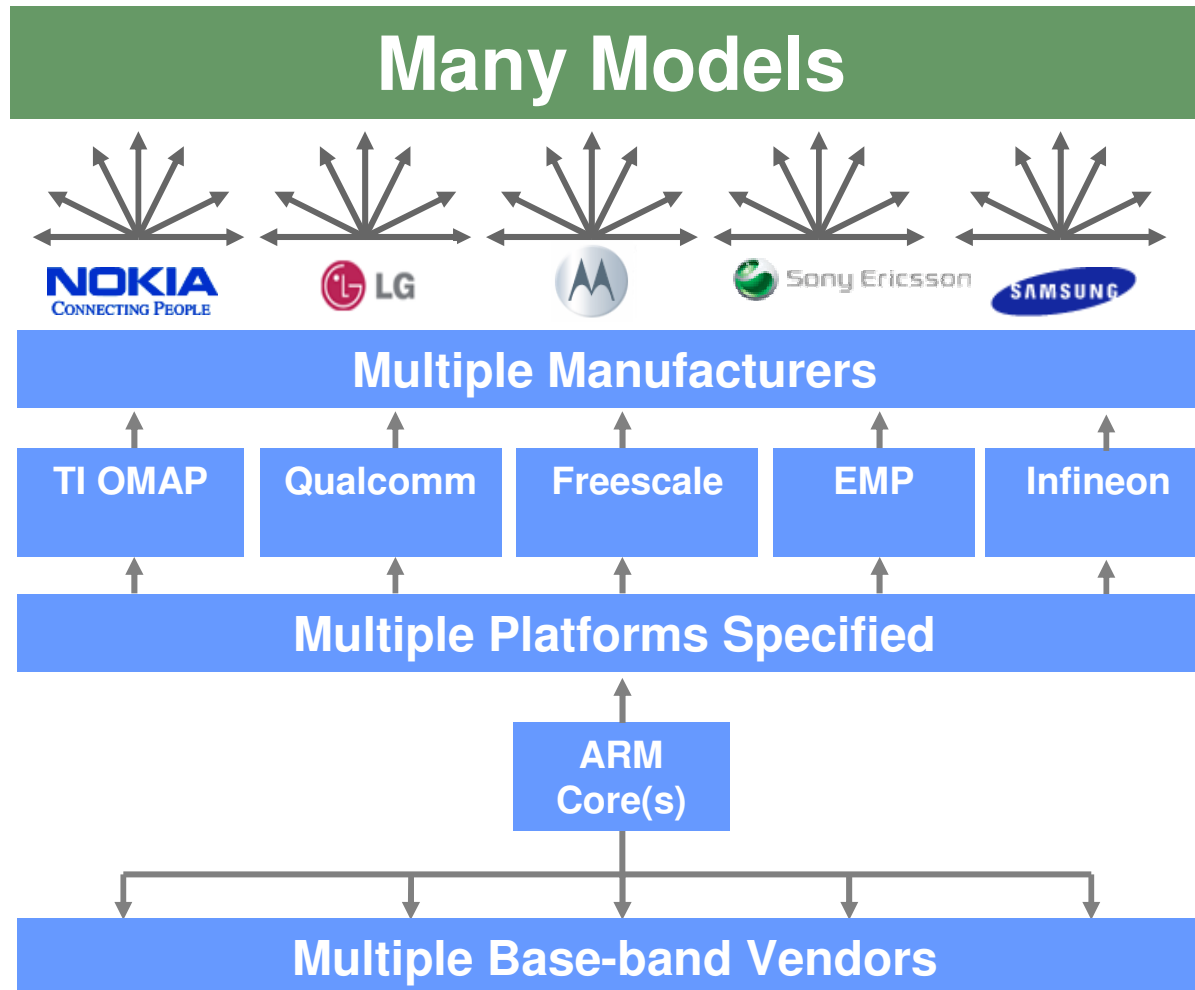 Many Models
NOKIA
CONNECTING PEOPLE
LG
Sony Ericsson
SAMSUNG
Multiple Manufacturers
TI OMAP
Qualcomm
Freescale
EMP
Infineon
Multiple Platforms Specified
ARM
Core(s)
Multiple Base-band Vendors